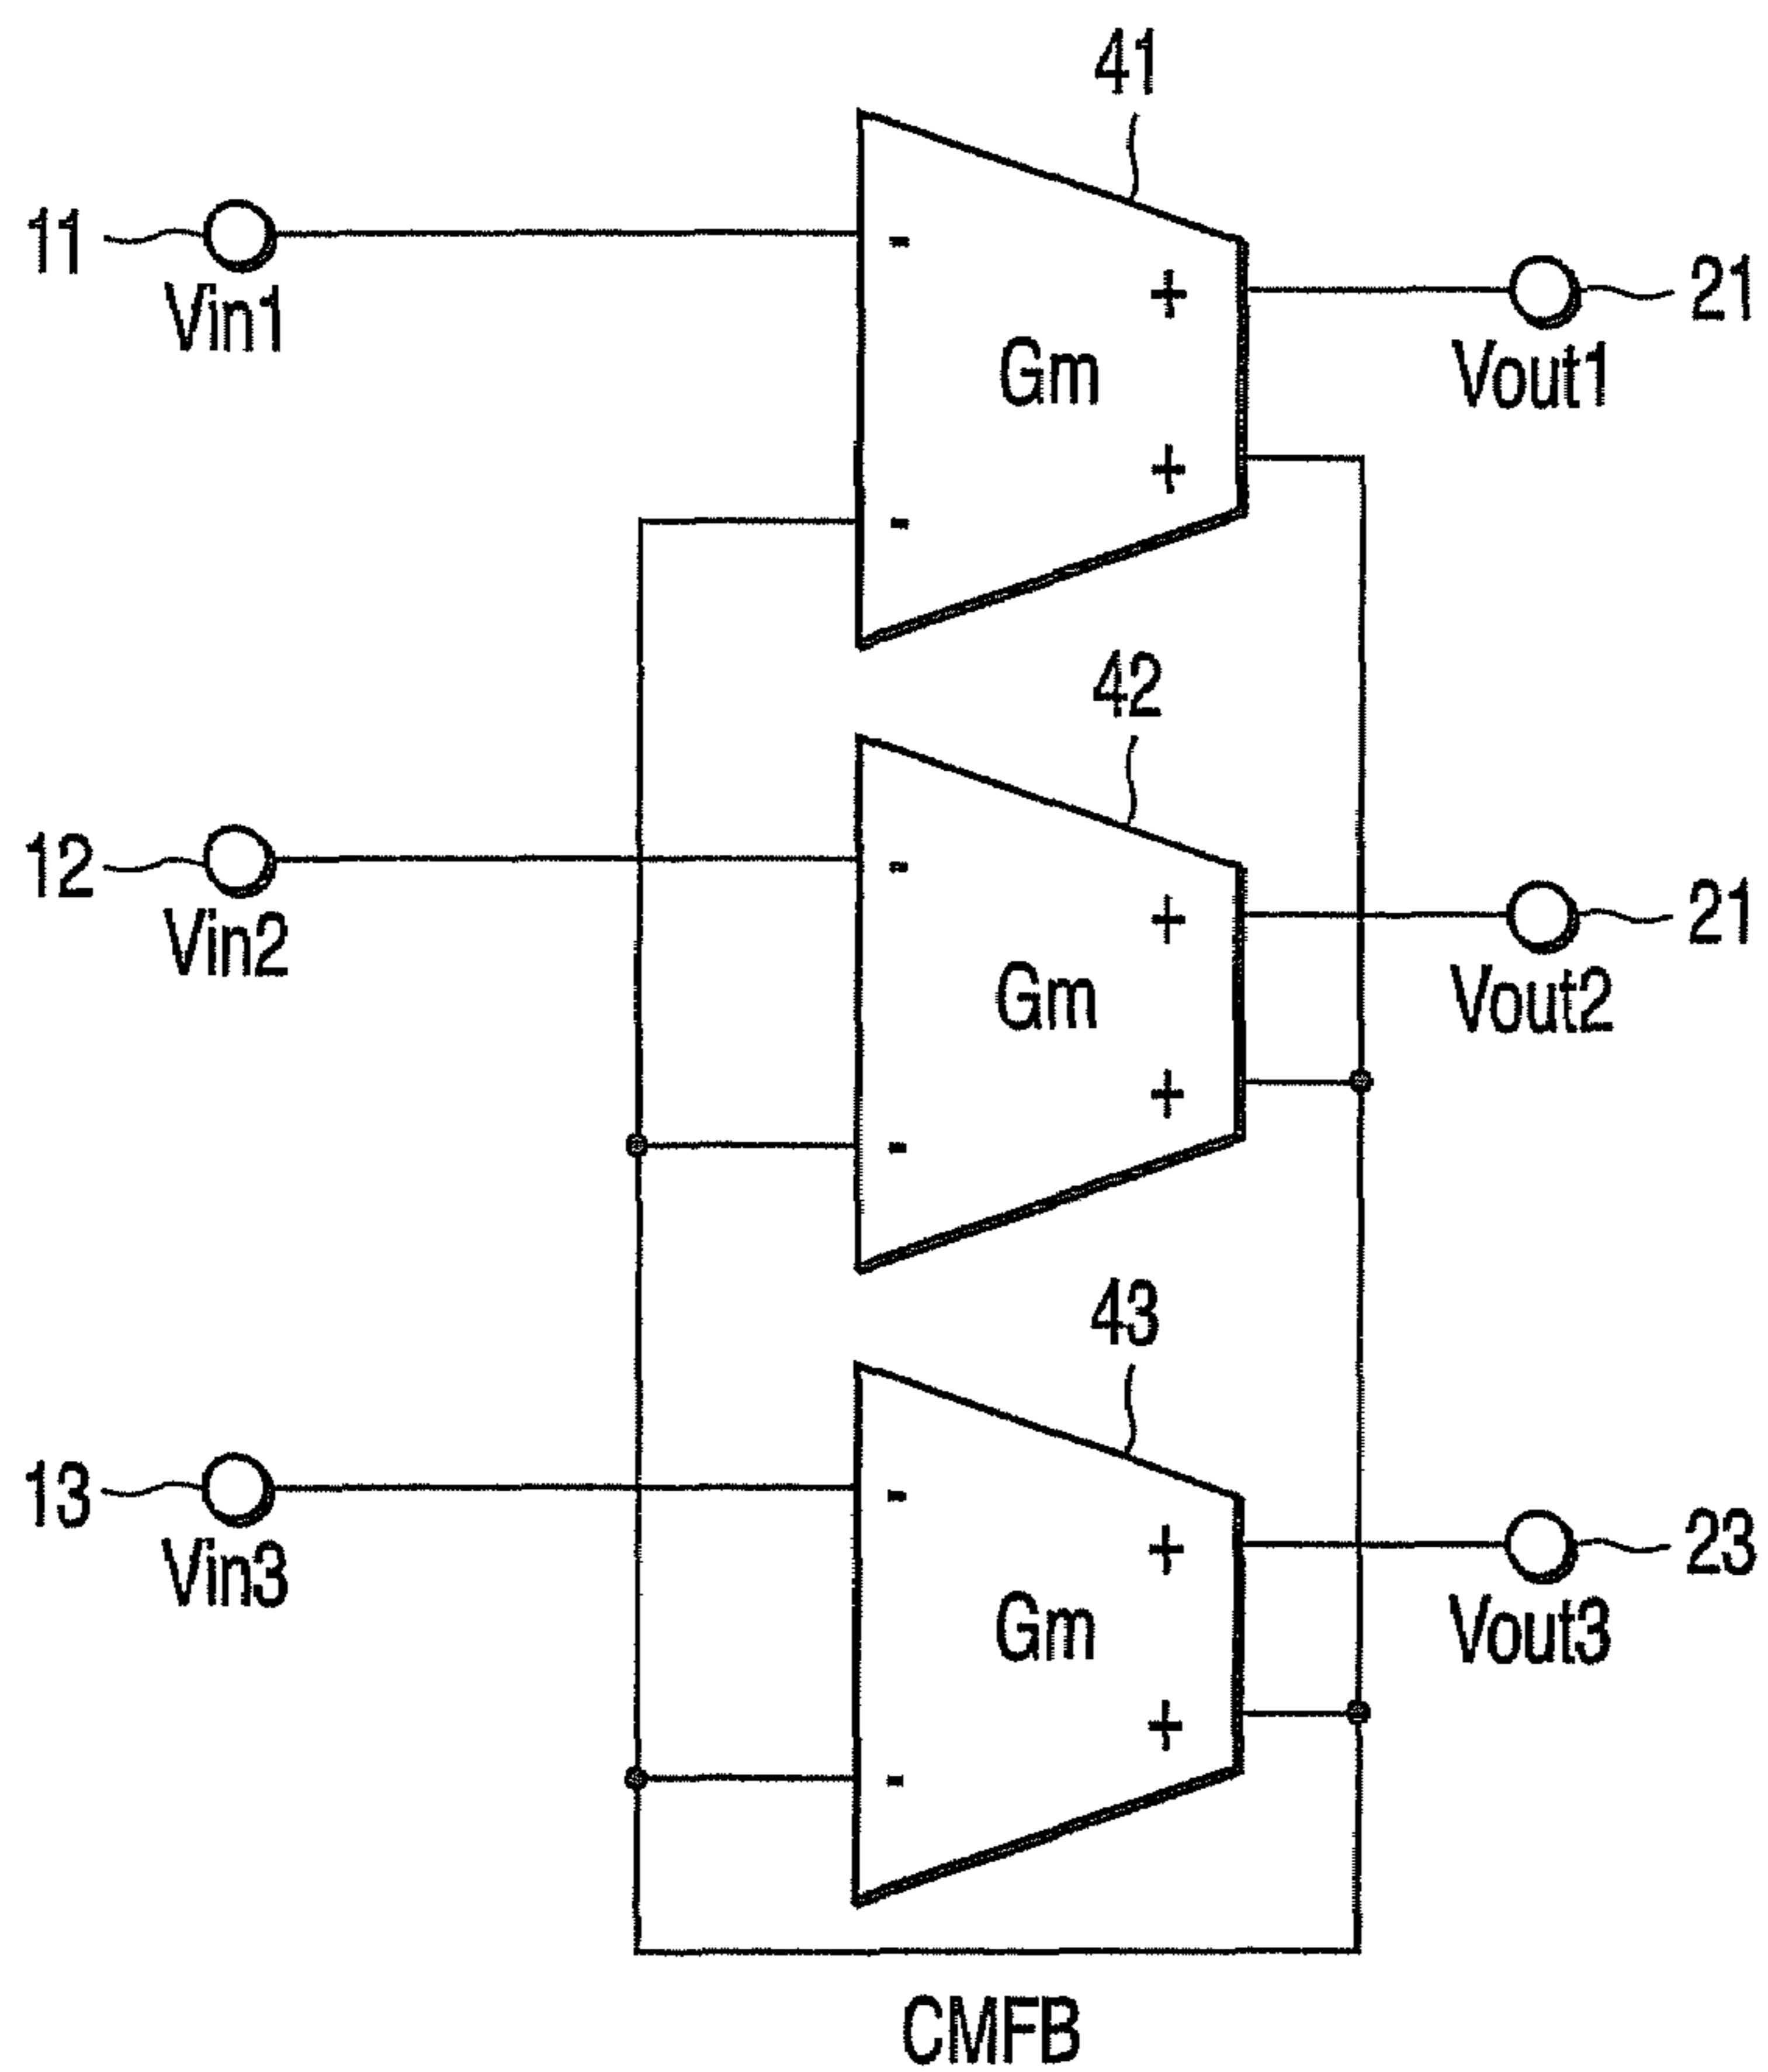 41
11
Vin1
-
+
21
Vout1
Gm
+
-
42
12
Vin2
-
+
21
Vout2
Gm
+
-
43
13
Vin3
-
+
23
Vout3
Gm
+
-
CMFB